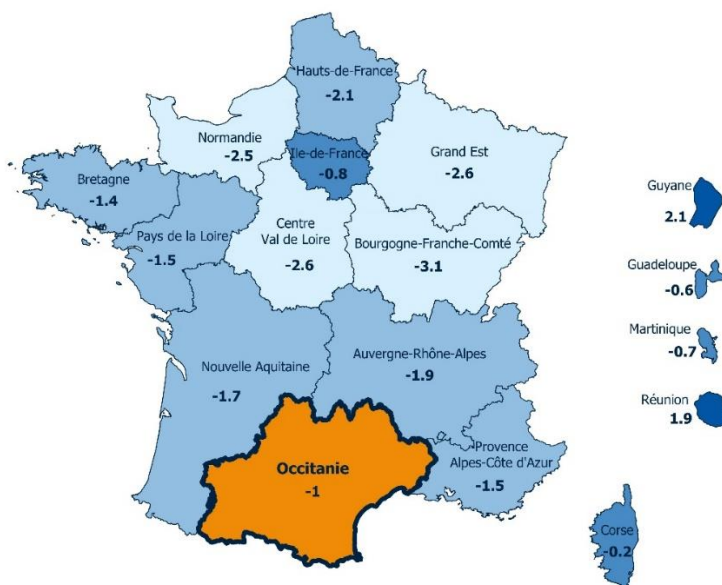 Hauts-de-France
-2.1
Normandie
-2.5
Ile-de-France
-0.8
Grand Est
-2.6
Bretagne
-1.4
Pays de la Loire
-1.5
Centre
Val de Loire
-2.6
Bourgogne-Franche-Comté
-3.1
Nouvelle Aquitaine
-1.7
Auvergne-Rhône-Alpes
-1.9
Occitanie
-1
Provence
Alpes-Côte d'Azur
-1.5
Corse
-0.2
Guyane
2.1
Guadeloupe
-0.6
Martinique
-0.7
Réunion
1.9